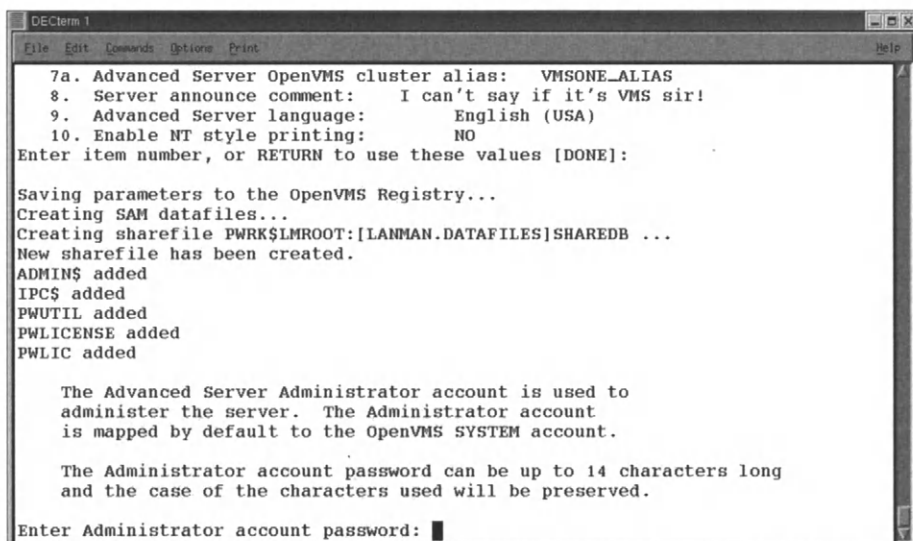 DECterm 1
File Edit Commands Options Print Help
7a. Advanced Server OpenVMS cluster alias: VMSONE_ALIAS
8. Server announce comment: I can't say if it's VMS sir!
9. Advanced Server language: English (USA)
10. Enable NT style printing: NO
Enter item number, or RETURN to use these values [DONE]:
Saving parameters to the OpenVMS Registry...
Creating SAM datafiles...
Creating sharefile PWRK$LMROOT:[LANMAN.DATAFILES]SHAREDB ...
New sharefile has been created.
ADMIN$ added
IPC$ added
PWUTIL added
PWLICENSE added
PWLIC added
The Advanced Server Administrator account is used to
administer the server. The Administrator account
is mapped by default to the OpenVMS SYSTEM account.
The Administrator account password can be up to 14 characters long
and the case of the characters used will be preserved.
Enter Administrator account password: